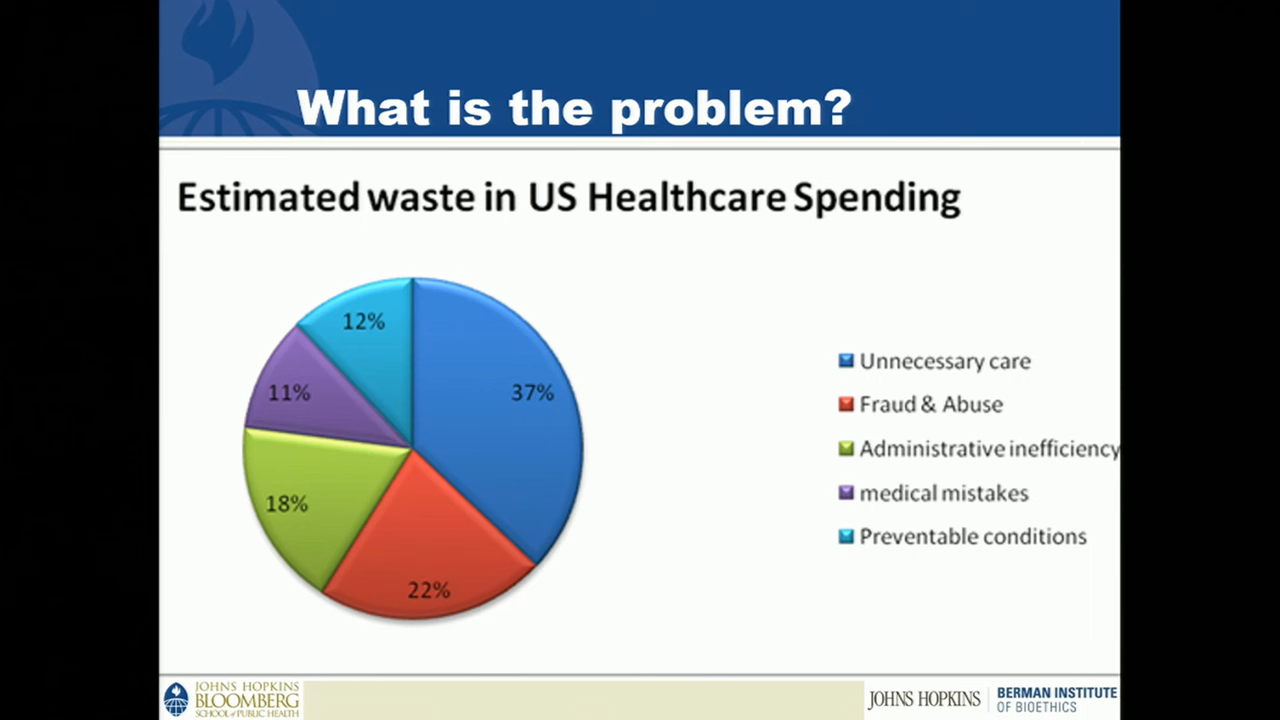 What is the problem?
Estimated waste in US Healthcare Spending
12%
37%
11%
18%
22%
Unnecessary care
Fraud & Abuse
Administrative inefficiency
medical mistakes
Preventable conditions
JOHNS HOPKINS
BLOOMBERG
SCHOOL of PUBLIC HEALTH
JOHNS HOPKINS
BERMAN INSTITUTE
OF BIOETHICS